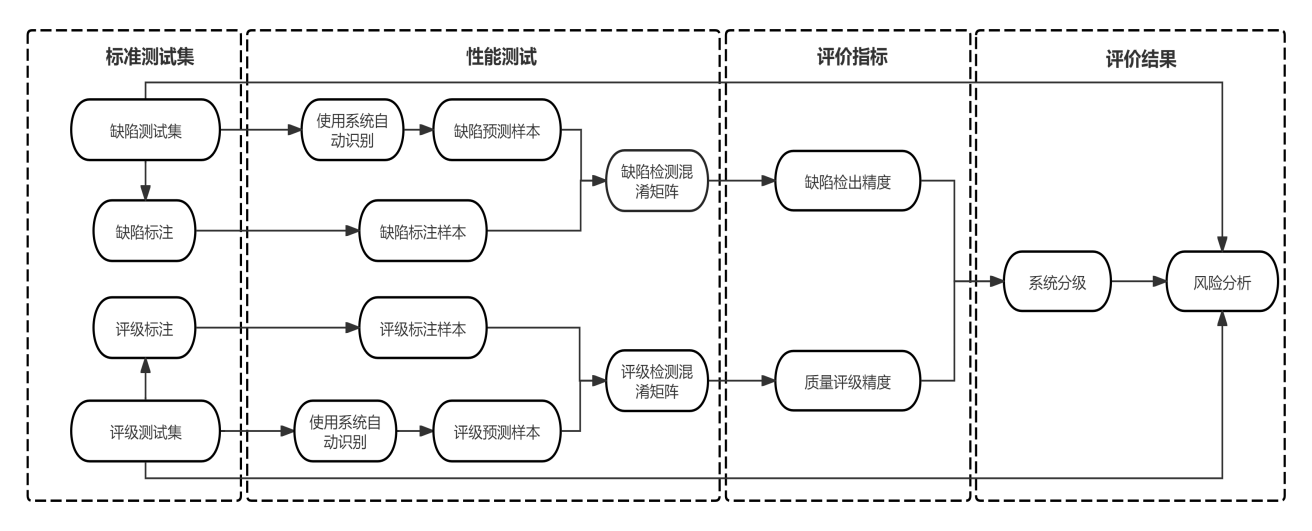 标准测试集
性能测试
评价指标
评价结果
缺陷测试集
使用系统自
动识别
缺陷预测样本
缺陷检测混
淆矩阵
缺陷检出精度
缺陷标注
缺陷标注样本
系统分级
风险分析
评级标注
评级标注样本
评级检测混
淆矩阵
质量评级精度
评级测试集
使用系统自
动识别
评级预测样本